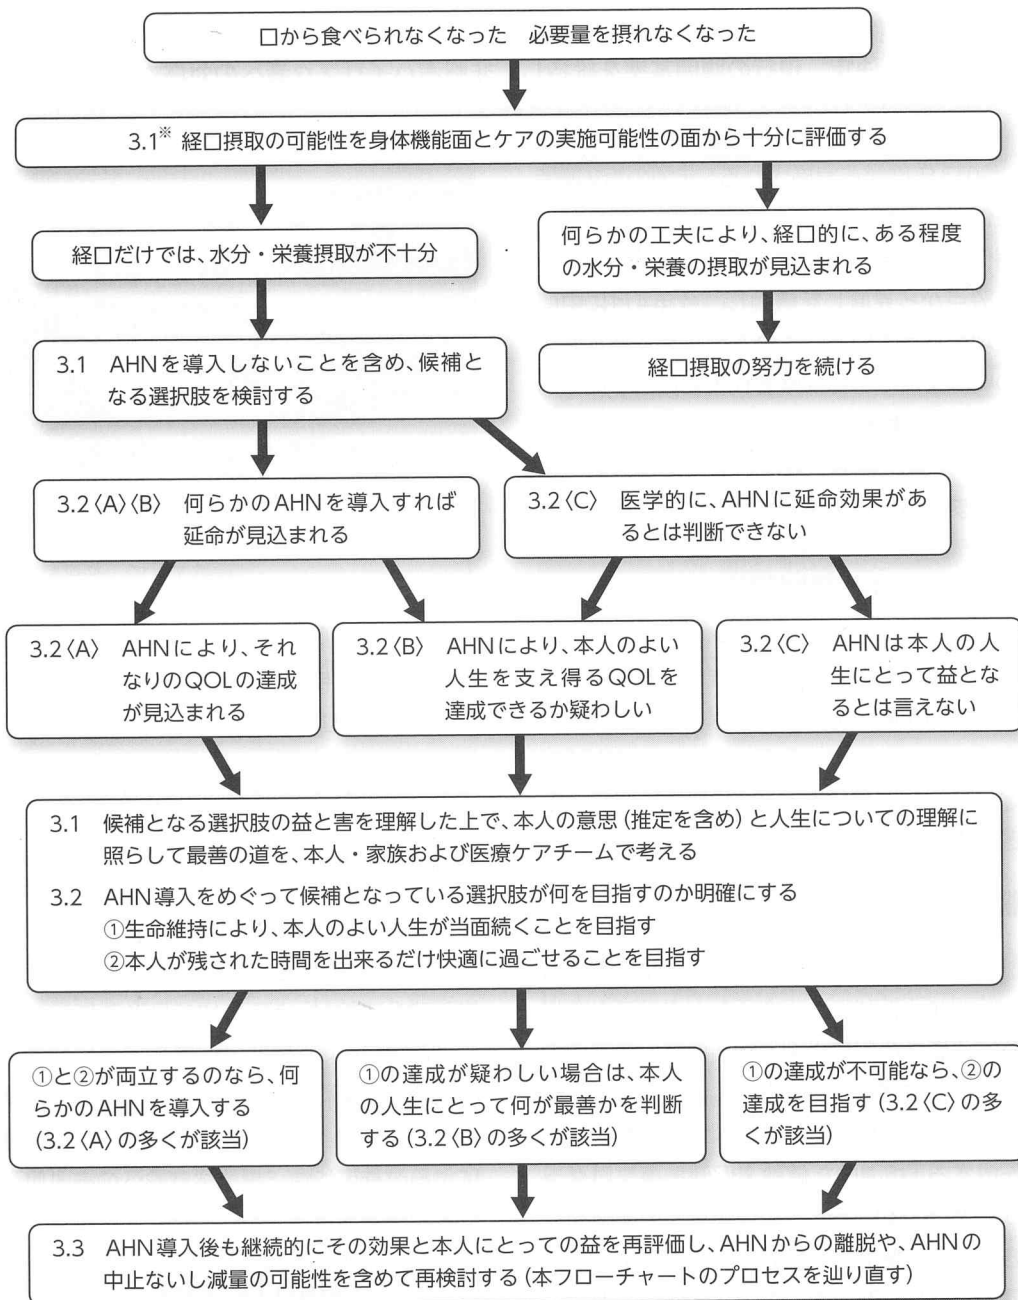 口から食べられなくなった　必要量を摂れなくなった
3.1※ 経口摂取の可能性を身体機能面とケアの実施可能性の面から十分に評価する
経口だけでは、水分・栄養摂取が不十分
何らかの工夫により、経口的に、ある程度
の水分・栄養の摂取が見込まれる
3.1　AHNを導入しないことを含め、候補と
なる選択肢を検討する
経口摂取の努力を続ける
3.2〈A〉〈B〉 何らかのAHNを導入すれば
延命が見込まれる
3.2〈C〉 医学的に、AHNに延命効果があ
るとは判断できない
3.2〈A〉 AHNにより、それ
なりのQOLの達成
が見込まれる
3.2〈B〉 AHNにより、本人のよい
人生を支え得るQOLを
達成できるか疑わしい
3.2〈C〉 AHNは本人の人
生にとって益とな
るとは言えない
3.1　候補となる選択肢の益と害を理解した上で、本人の意思（推定を含め）と人生についての理解に
照らして最善の道を、本人・家族および医療ケアチームで考える
3.2　AHN導入をめぐって候補となっている選択肢が何を目指すのか明確にする
①生命維持により、本人のよい人生が当面続くことを目指す
②本人が残された時間を出来るだけ快適に過ごせることを目指す
①と②が両立するのなら、何
らかのAHNを導入する
（3.2〈A〉の多くが該当）
①の達成が疑わしい場合は、本人
の人生にとって何が最善かを判断
する（3.2〈B〉の多くが該当）
①の達成が不可能なら、②の
達成を目指す（3.2〈C〉の多
くが該当）
3.3　AHN導入後も継続的にその効果と本人にとっての益を再評価し、AHNからの離脱や、AHNの
中止ないし減量の可能性を含めて再検討する（本フローチャートのプロセスを辿り直す）